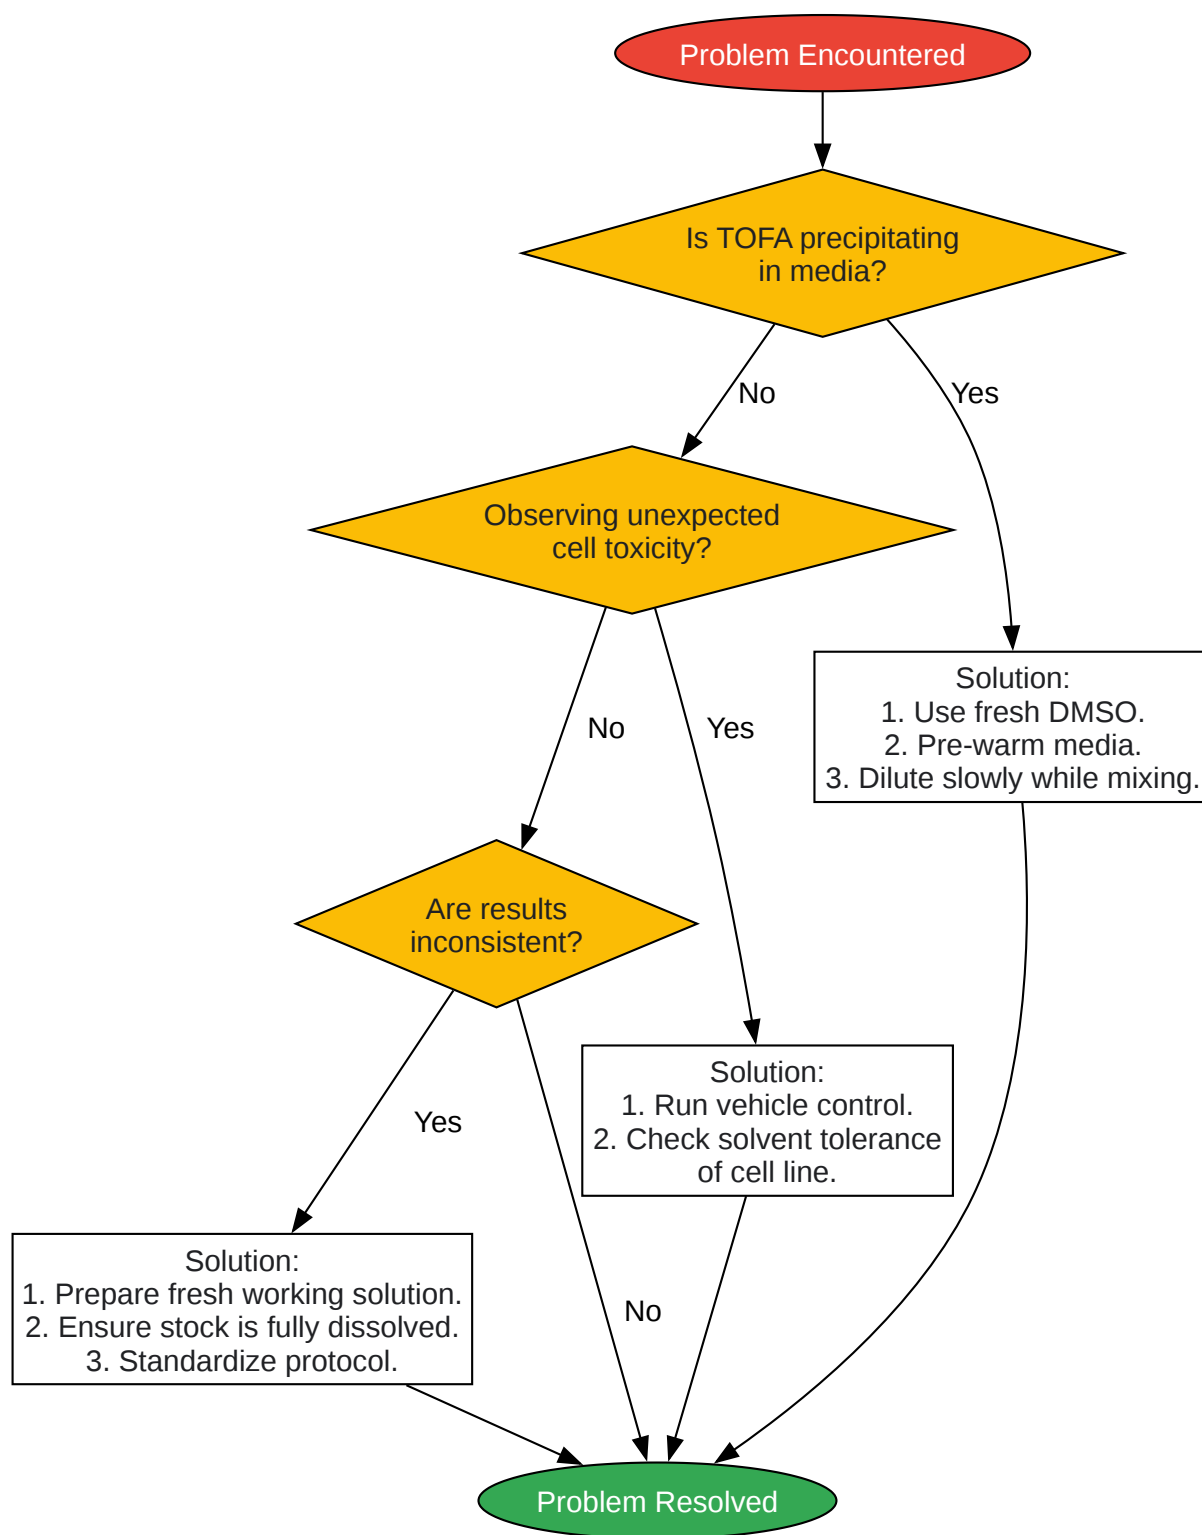 Problem Encountered
Is TOFA precipitating
in media?
No
Yes
Observing unexpected
cell toxicity?
Solution:
1. Use fresh DMSO.
2. Pre-warm media.
3. Dilute slowly while mixing.
No
Yes
Are results
inconsistent?
Solution:
1. Run vehicle control.
2. Check solvent tolerance
of cell line.
Yes
Solution:
1. Prepare fresh working solution.
2. Ensure stock is fully dissolved.
3. Standardize protocol.
No
Problem Resolved